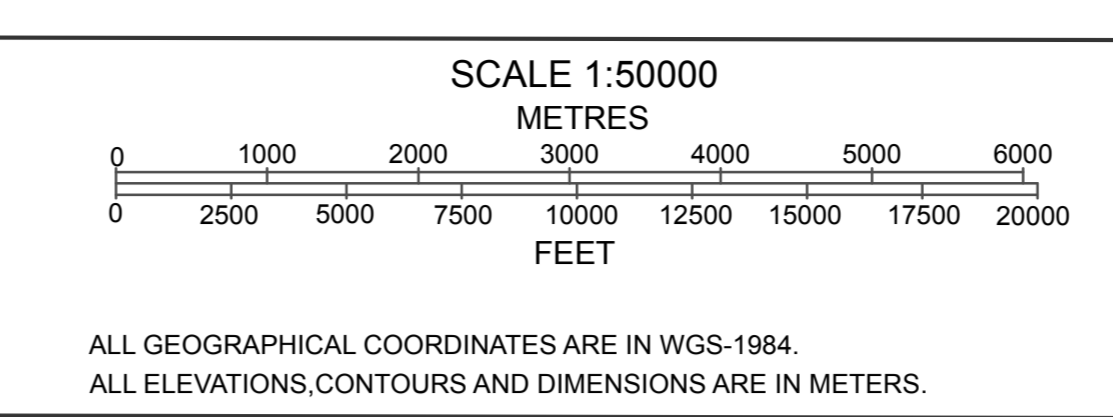 SCALE 1:50000
METRES
0 1000 2000 3000 4000 5000 6000
0 2500 5000 7500 10000 12500 15000 17500 20000
FEET
ALL GEOGRAPHICAL COORDINATES ARE IN WGS-1984.
ALL ELEVATIONS,CONTOURS AND DIMENSIONS ARE IN METERS.